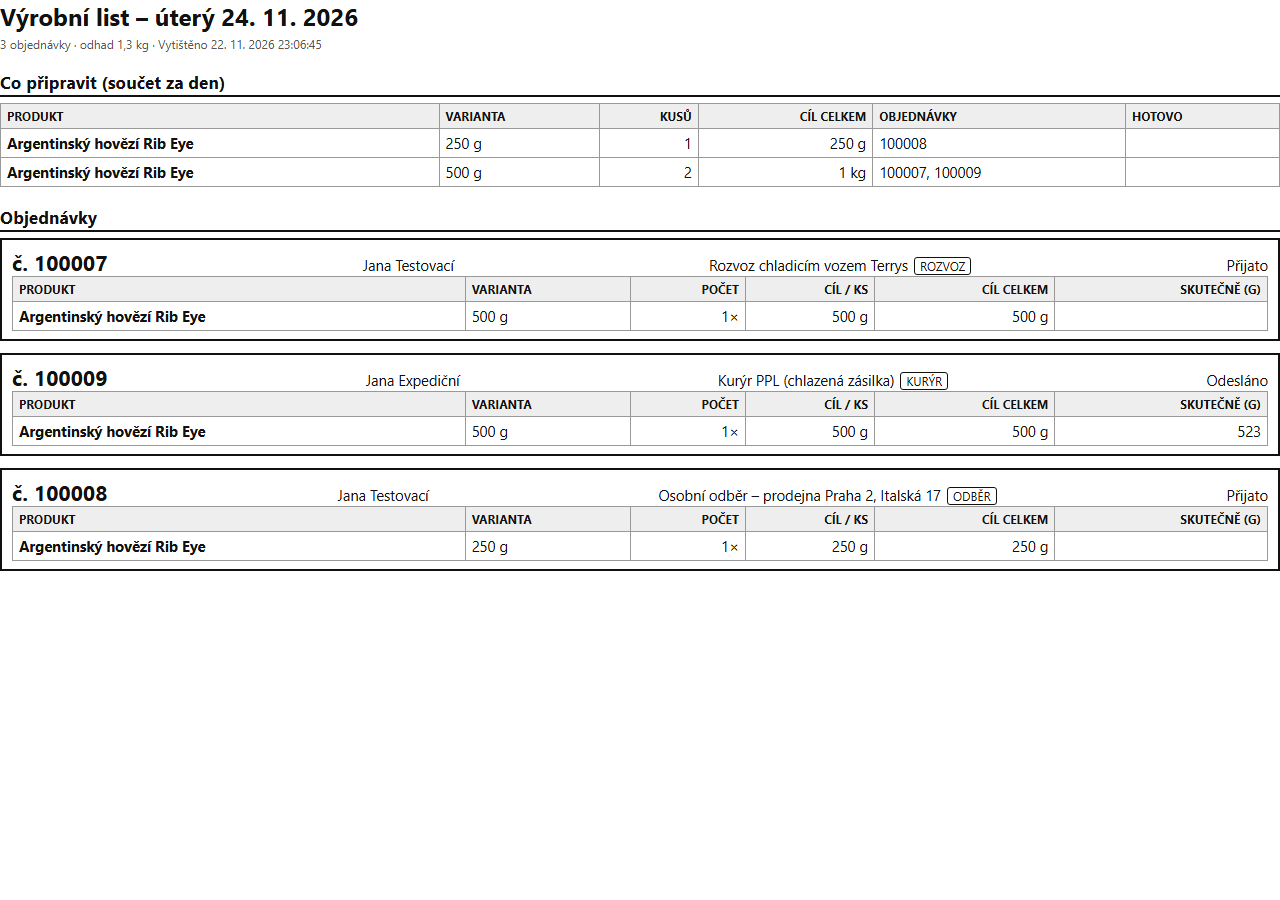 Výrobní list – úterý 24. 11. 2026
3 objednávky · odhad 1,3 kg · Vytištěno 22. 11. 2026 23:06:45
Co připravit (součet za den)
PRODUKT VARIANTA KUSŮ CÍL CELKEM OBJEDNÁVKY HOTOVO
Argentinský hovězí Rib Eye 250 g 1 250 g 100008
Argentinský hovězí Rib Eye 500 g 2 1 kg 100007, 100009
Objednávky
č. 100007 Jana Testovací Rozvoz chladicím vozem Terrys ROZVOZ Přijato
PRODUKT VARIANTA POČET CÍL / KS CÍL CELKEM SKUTEČNĚ (G)
Argentinský hovězí Rib Eye 500 g 1× 500 g 500 g
č. 100009 Jana Expediční Kurýr PPL (chlazená zásilka) KURÝR Odesláno
PRODUKT VARIANTA POČET CÍL / KS CÍL CELKEM SKUTEČNĚ (G)
Argentinský hovězí Rib Eye 500 g 1× 500 g 500 g 523
č. 100008 Jana Testovací Osobní odběr – prodejna Praha 2, Italská 17 ODBĚR Přijato
PRODUKT VARIANTA POČET CÍL / KS CÍL CELKEM SKUTEČNĚ (G)
Argentinský hovězí Rib Eye 250 g 1× 250 g 250 g